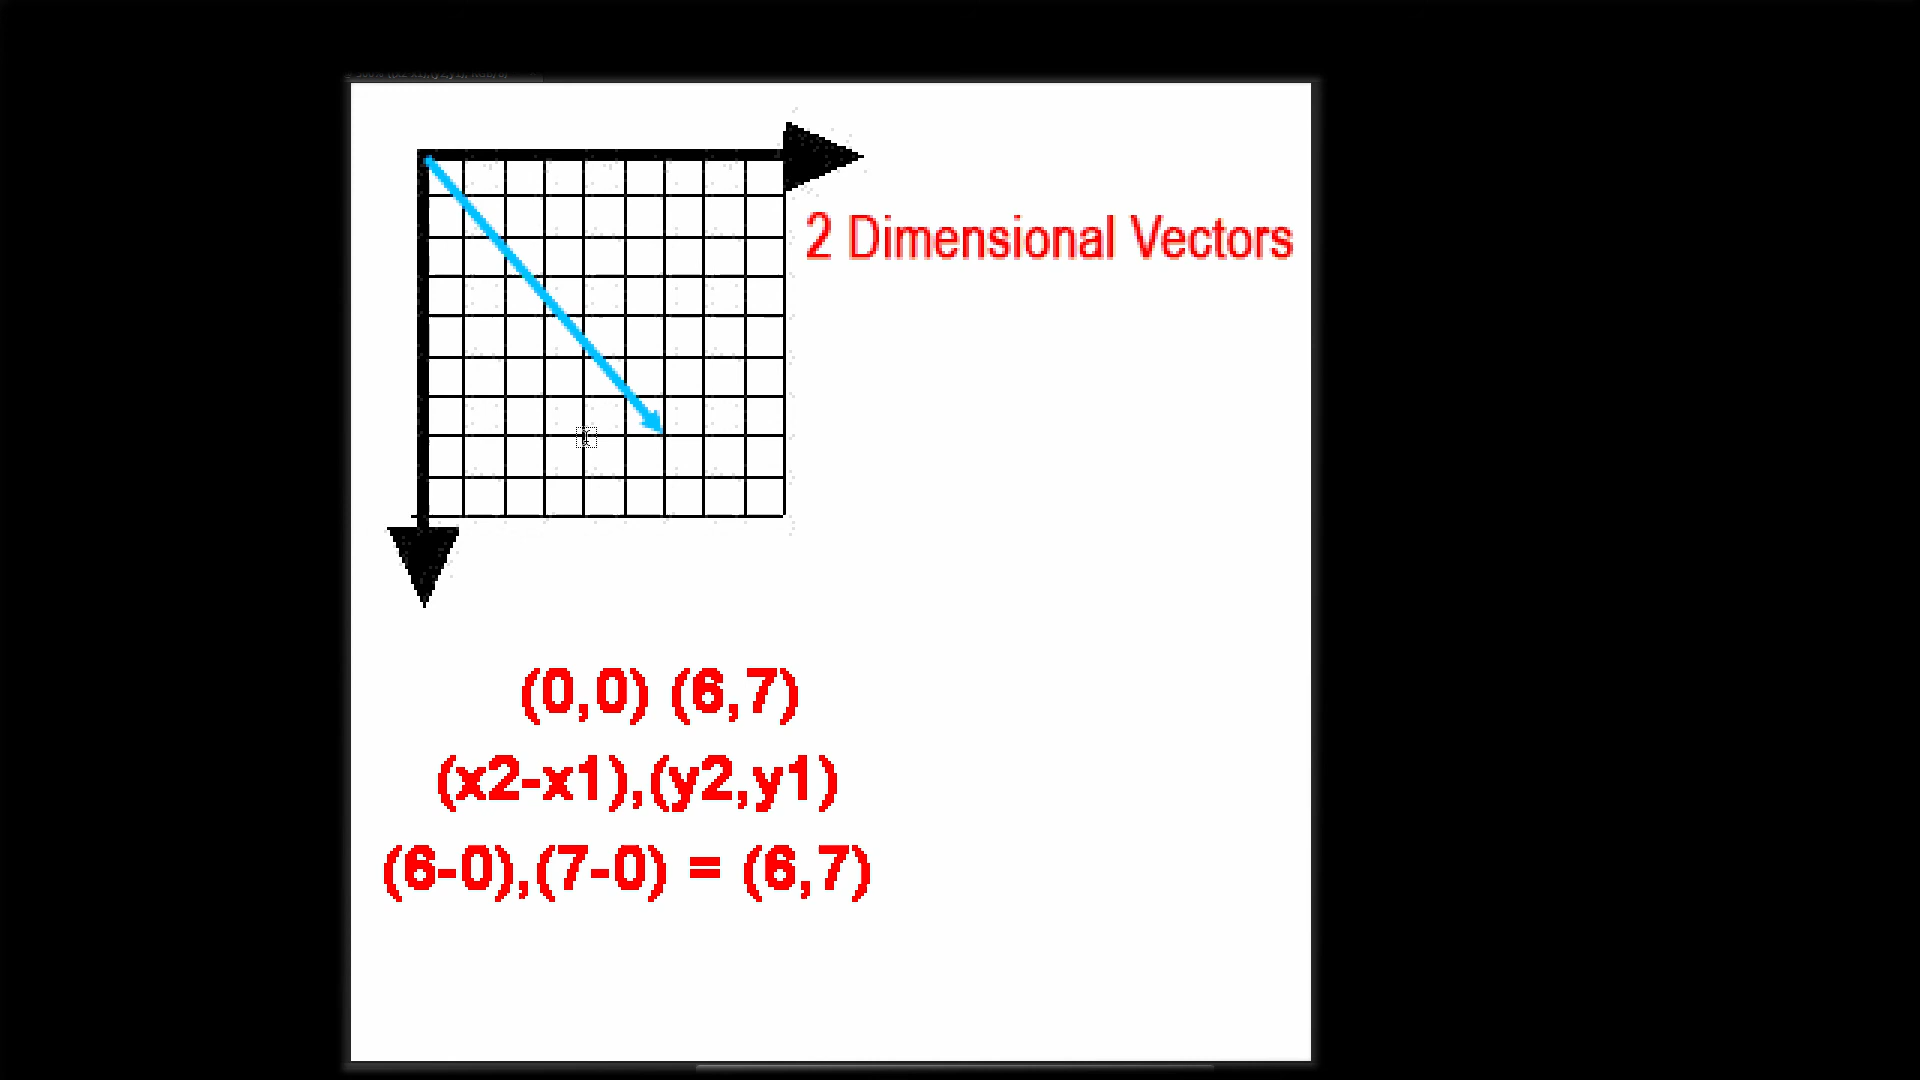 2 Dimensional Vectors
(0,0) (6,7)
(x2-x1),(y2,y1)
(6-0),(7-0) = (6,7)